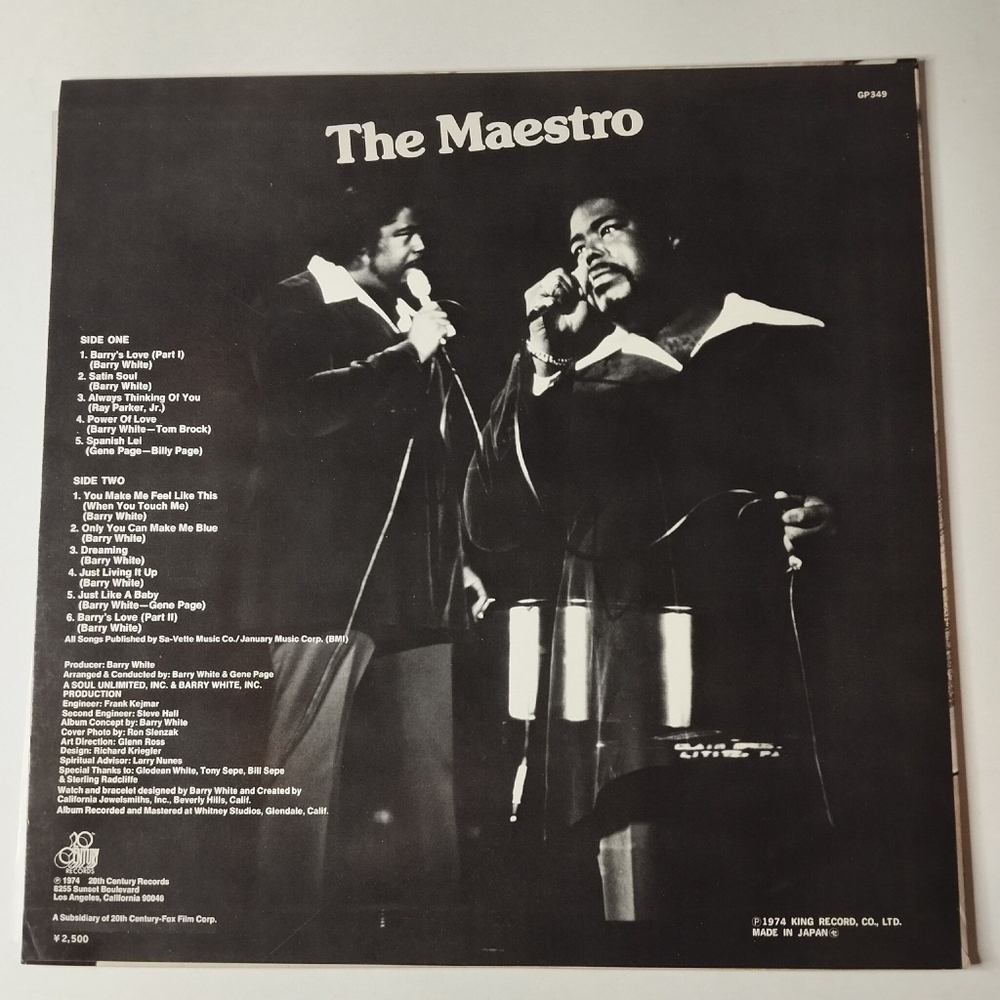 GP349
The Maestro
SIDE ONE
1. Barry's Love (Part I)
(Barry White)
2. Satin Soul
(Barry White)
3. Always Thinking Of You
(Ray Parker, Jr.)
4. Power Of Love
(Barry White—Tom Brock)
5. Spanish Lei
(Gene Page—Billy Page)
SIDE TWO
1. You Make Me Feel Like This
(When You Touch Me)
(Barry White)
2. Only You Can Make Me Blue
(Barry White)
3. Dreaming
(Barry White)
4. Just Living It Up
(Barry White)
5. Just Like A Baby
(Barry White—Gene Page)
6. Barry's Love (Part II)
(Barry White)
All Songs Published by Sa-Vette Music Co./January Music Corp. (BMI)
Producer: Barry White
Arranged & Conducted by: Barry White & Gene Page
A SOUL UNLIMITED, INC. & BARRY WHITE, INC.
PRODUCTION
Engineer: Frank Kejmar
Second Engineer: Steve Hall
Album Concept by: Barry White
Cover Photo by: Ron Slenzak
Art Direction: Glenn Ross
Design: Richard Kriegler
Spiritual Advisor: Larry Nunes
Special Thanks to: Glodean White, Tony Sepe, Bill Sepe
& Sterling Radcliffe
Watch and bracelet designed by Barry White and Created by
California Jewelsmiths, Inc., Beverly Hills, Calif.
Album Recorded and Mastered at Whitney Studios, Glendale, Calif.
20th
CENTURY
RECORDS
℗ 1974 20th Century Records
8255 Sunset Boulevard
Los Angeles, California 90046
A Subsidiary of 20th Century-Fox Film Corp.
¥2,500
℗1974 KING RECORD, CO., LTD.
MADE IN JAPAN